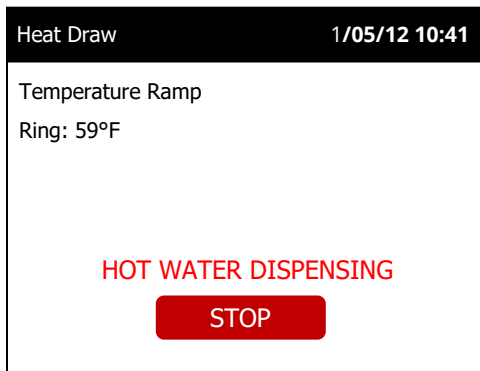 Heat Draw 1/05/12 10:41
Temperature Ramp
Ring: 59°F
HOT WATER DISPENSING
STOP